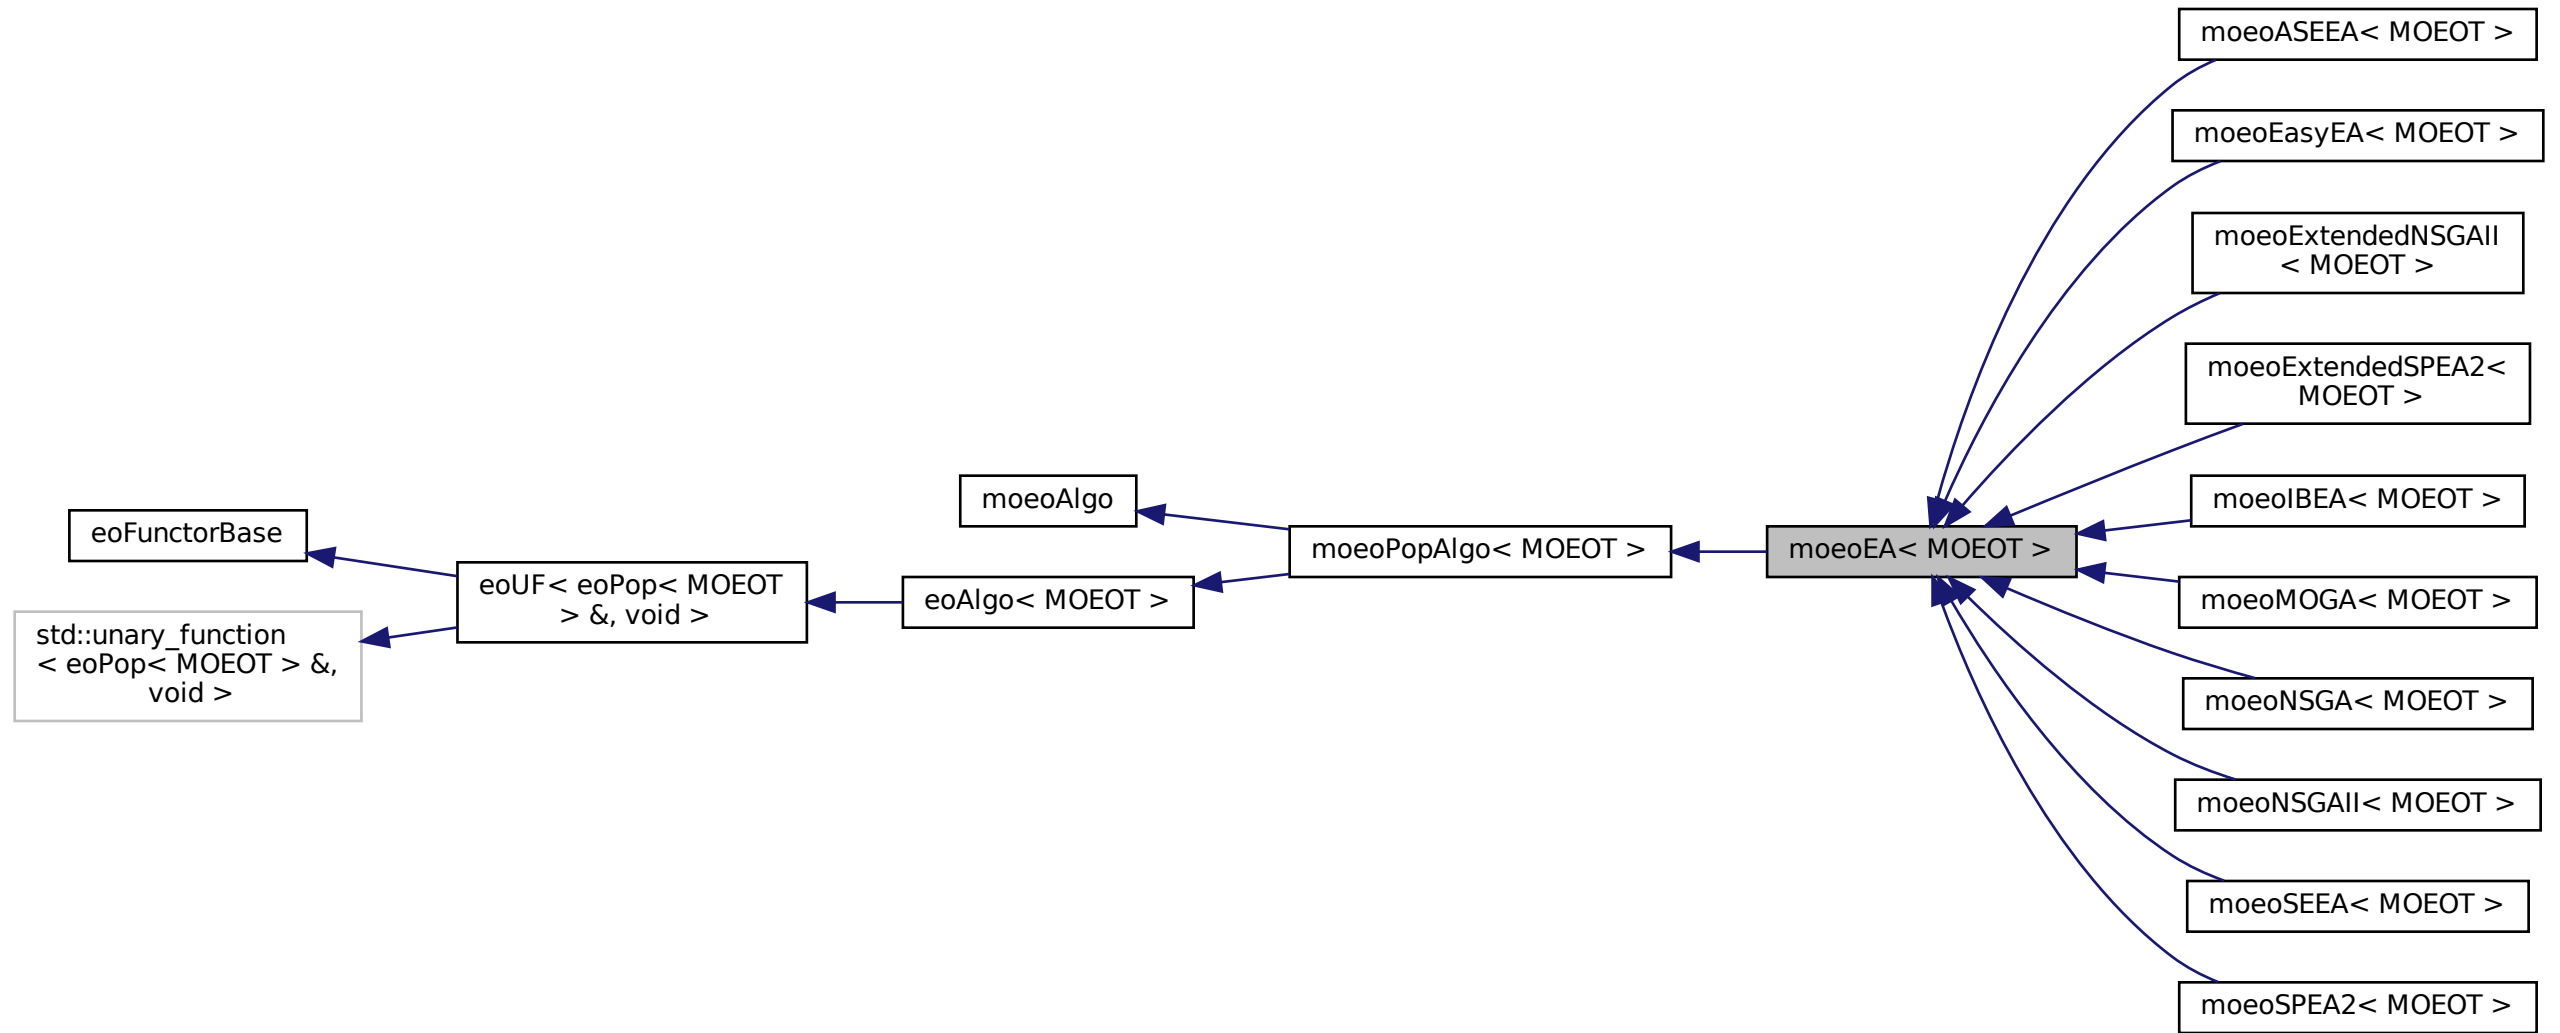 eoFunctorBase
std::unary_function
< eoPop< MOEOT > &,
void >
eoUF< eoPop< MOEOT
> &, void >
moeoAlgo
eoAlgo< MOEOT >
moeoPopAlgo< MOEOT >
moeoEA< MOEOT >
moeoASEEA< MOEOT >
moeoEasyEA< MOEOT >
moeoExtendedNSGAII
< MOEOT >
moeoExtendedSPEA2<
MOEOT >
moeoIBEA< MOEOT >
moeoMOGA< MOEOT >
moeoNSGA< MOEOT >
moeoNSGAII< MOEOT >
moeoSEEA< MOEOT >
moeoSPEA2< MOEOT >